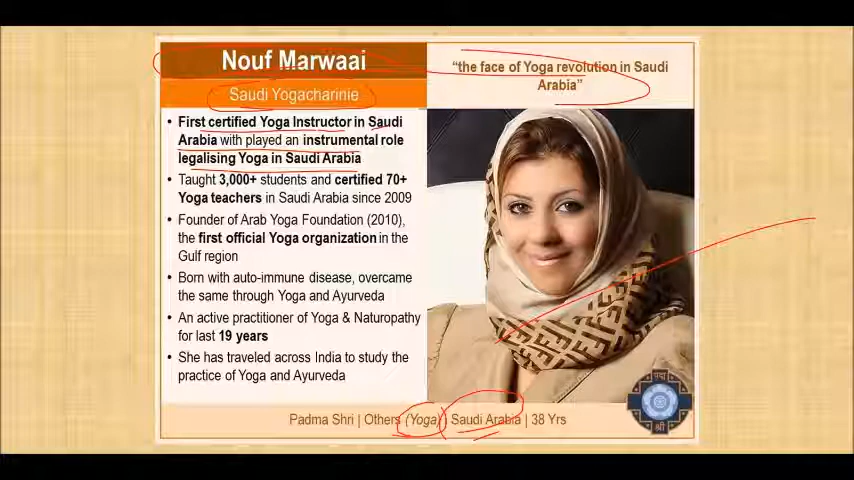 Nouf Marwaai
Saudi Yogacharinie
"the face of Yoga revolution in Saudi
Arabia"
• First certified Yoga Instructor in Saudi
Arabia with played an instrumental role
legalising Yoga in Saudi Arabia
• Taught 3,000+ students and certified 70+
Yoga teachers in Saudi Arabia since 2009
• Founder of Arab Yoga Foundation (2010),
the first official Yoga organization in the
Gulf region
• Born with auto-immune disease, overcame
the same through Yoga and Ayurveda
• An active practitioner of Yoga & Naturopathy
for last 19 years
• She has traveled across India to study the
practice of Yoga and Ayurveda
Padma Shri | Others (Yoga) | Saudi Arabia | 38 Yrs
पद्म
श्री